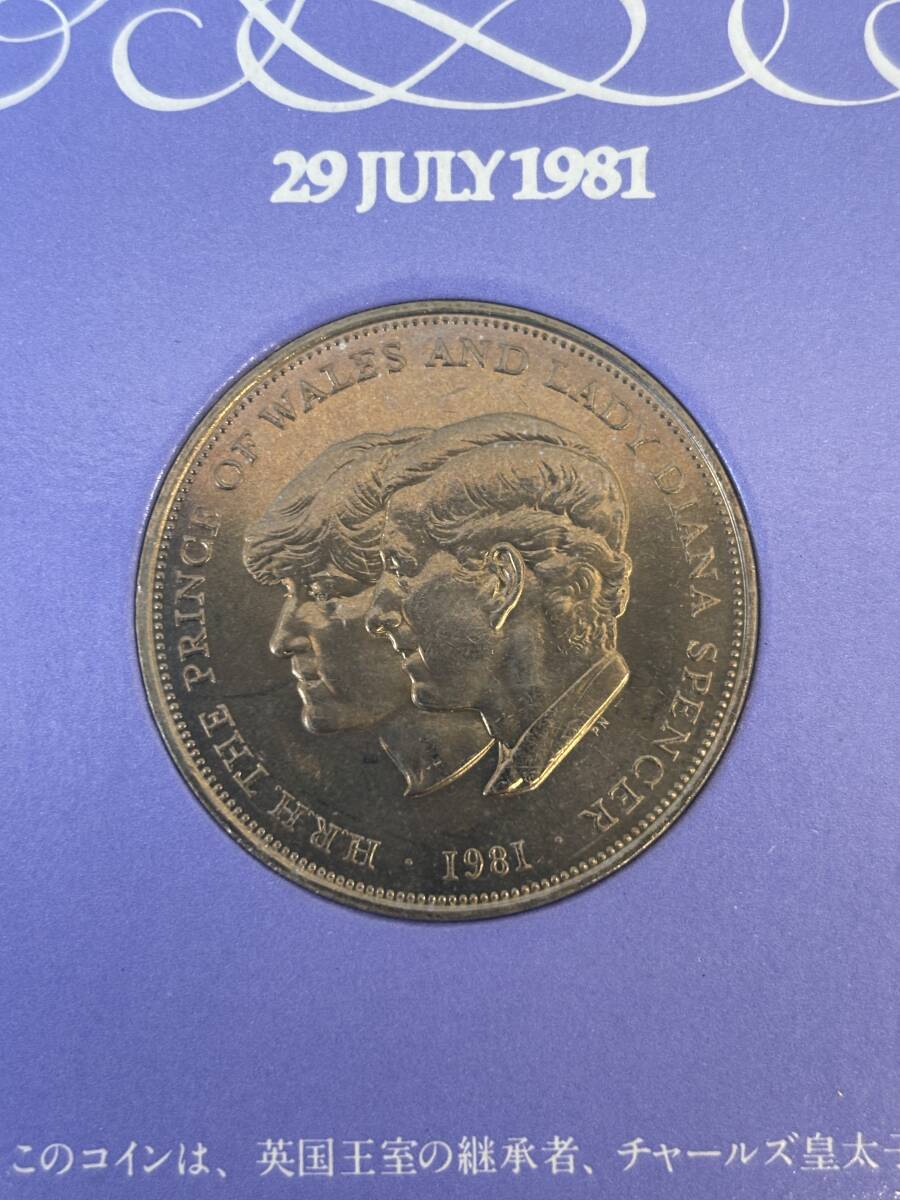 29 JULY 1981
H.R.H. THE PRINCE OF WALES AND LADY DIANA SPENCER
· 1981 ·
PN
このコインは、英国王室の継承者、チャールズ皇太子